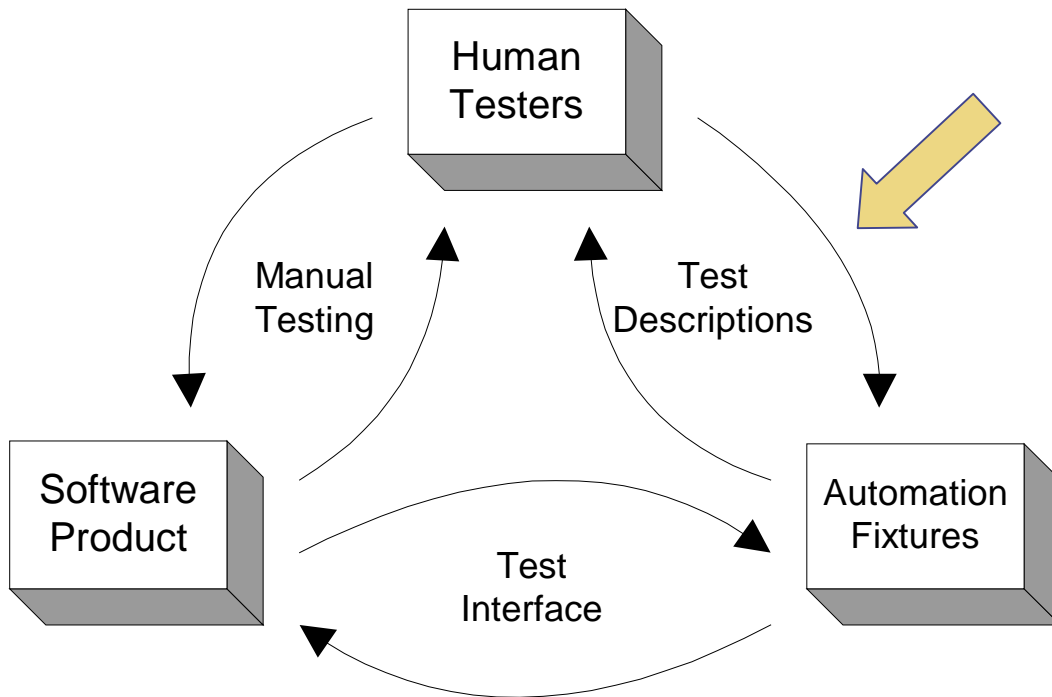 Human
Testers
Manual
Testing
Test
Descriptions
Software
Product
Automation
Fixtures
Test
Interface